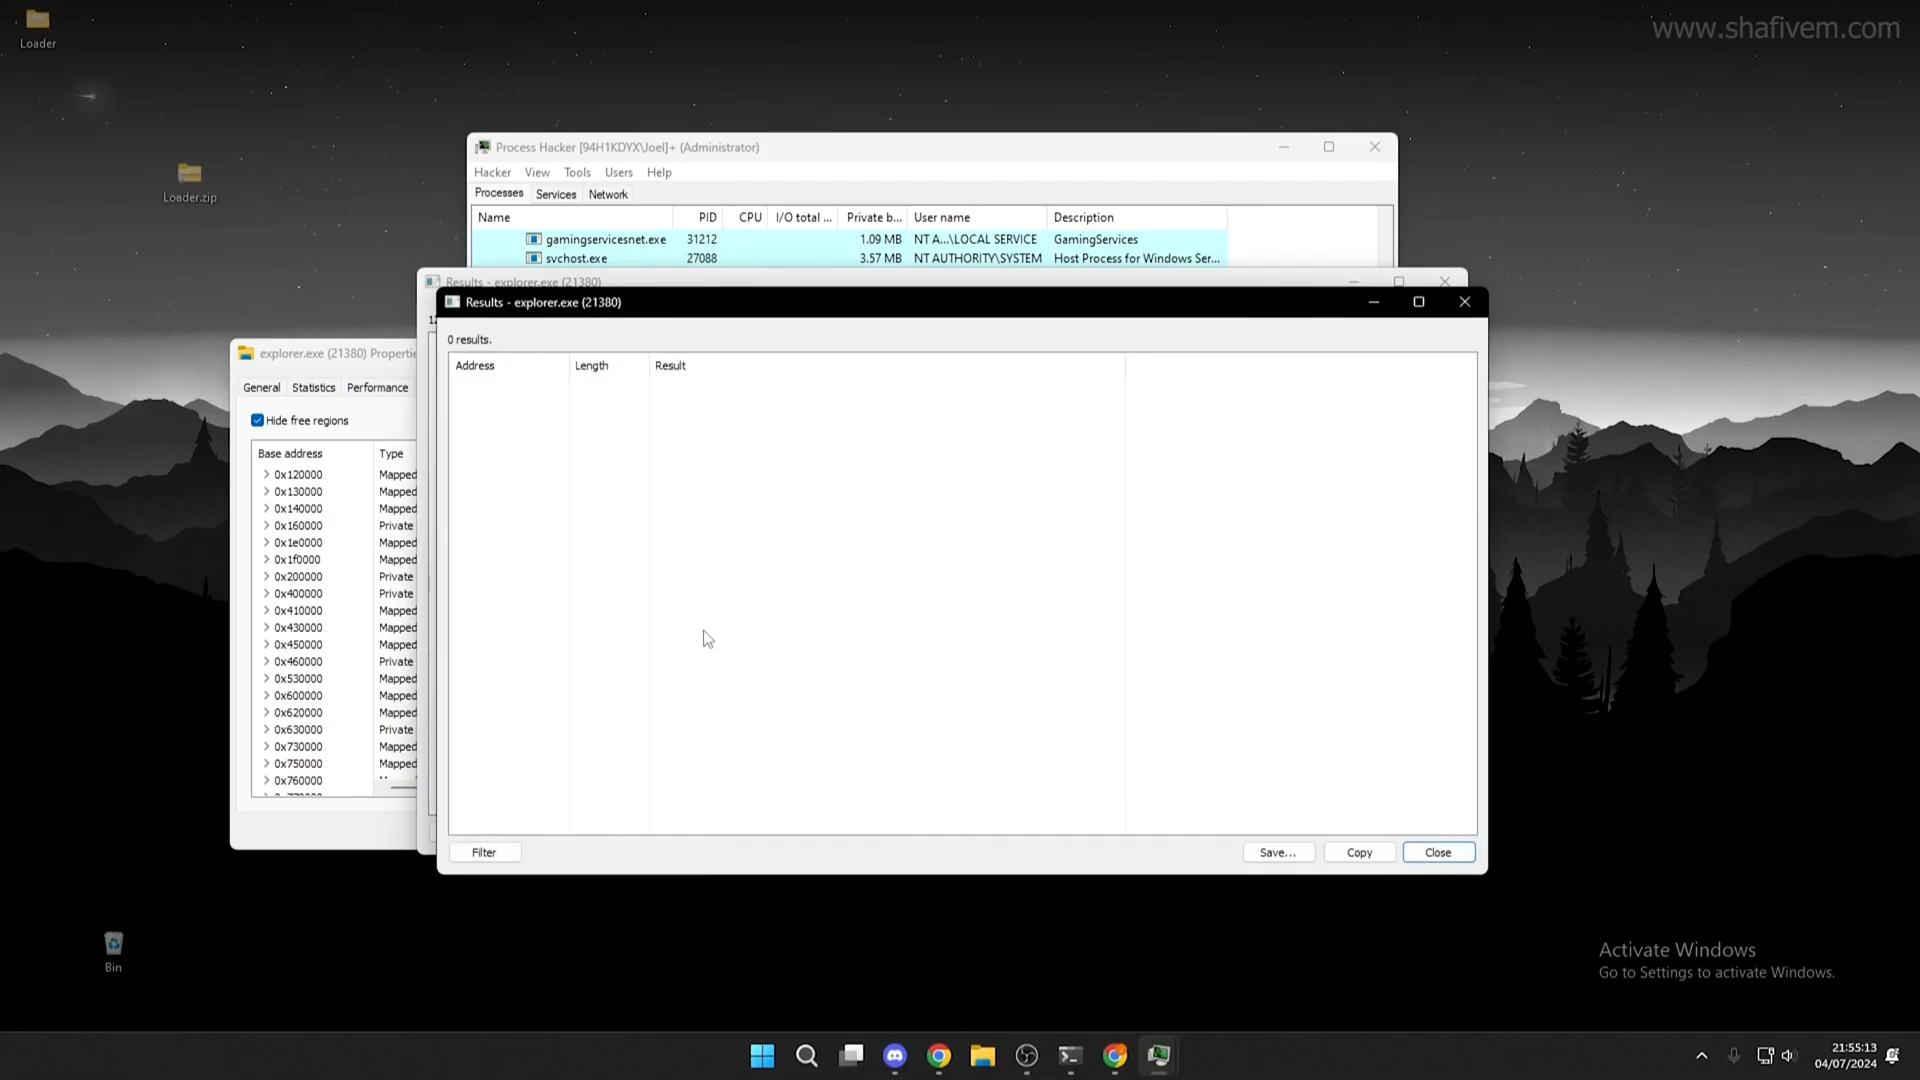 Loader
www.shafivem.com
Loader.zip
Process Hacker [94H1KDYX\Joel]+ (Administrator)
Hacker View Tools Users Help
Processes Services Network
Name PID CPU I/O total ... Private b... User name Description
gamingservicesnet.exe 31212 1.09 MB NT A...\LOCAL SERVICE GamingServices
svchost.exe 27088 3.57 MB NT AUTHORITY\SYSTEM Host Process for Windows Ser...
Results - explorer.exe (21380)
Results - explorer.exe (21380)
0 results.
Address Length Result
Filter Save... Copy Close
explorer.exe (21380) Properti
General Statistics Performance
Hide free regions
Base address Type
0x120000 Mapped
0x130000 Mapped
0x140000 Mapped
0x160000 Private
0x1e0000 Mapped
0x1f0000 Mapped
0x200000 Private
0x400000 Private
0x410000 Mapped
0x430000 Mapped
0x450000 Mapped
0x460000 Private
0x530000 Mapped
0x600000 Mapped
0x620000 Mapped
0x630000 Private
0x730000 Mapped
0x750000 Mapped
0x760000
Bin
Activate Windows
Go to Settings to activate Windows.
21:55:13
04/07/2024